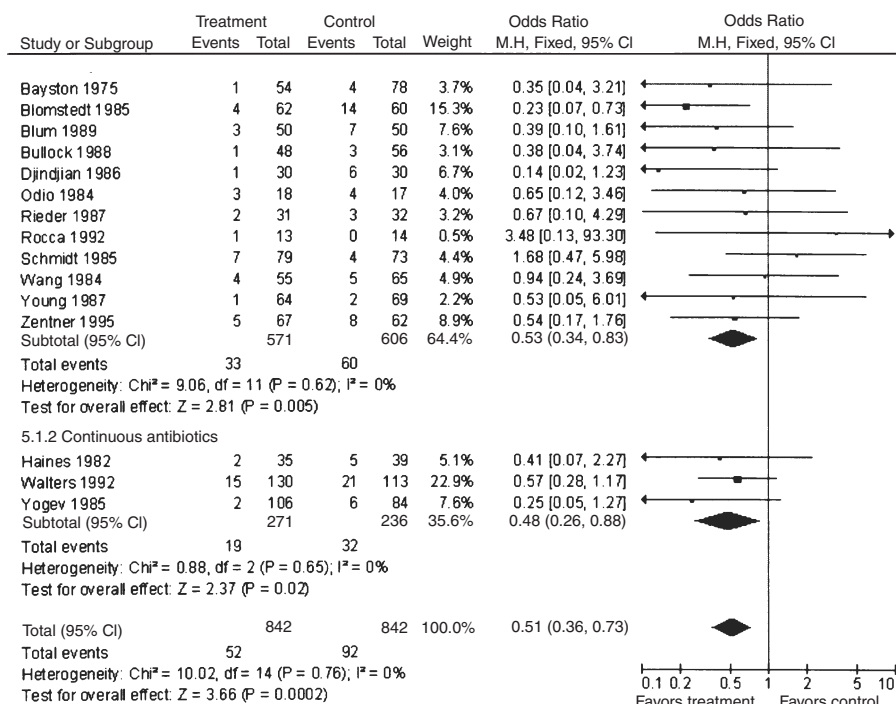 Treatment Control Odds Ratio Odds Ratio
Study or Subgroup Events Total Events Total Weight M.H, Fixed, 95% CI M.H, Fixed, 95% CI
Bayston 1975 1 54 4 78 3.7% 0.35 [0.04, 3.21]
Blomstedt 1985 4 62 14 60 15.3% 0.23 [0.07, 0.73]
Blum 1989 3 50 7 50 7.6% 0.39 [0.10, 1.61]
Bullock 1988 1 48 3 56 3.1% 0.38 [0.04, 3.74]
Djindjian 1986 1 30 6 30 6.7% 0.14 [0.02, 1.23]
Odio 1984 3 18 4 17 4.0% 0.65 [0.12, 3.46]
Rieder 1987 2 31 3 32 3.2% 0.67 [0.10, 4.29]
Rocca 1992 1 13 0 14 0.5% 3.48 [0.13, 93.30]
Schmidt 1985 7 79 4 73 4.4% 1.68 [0.47, 5.98]
Wang 1984 4 55 5 65 4.9% 0.94 [0.24, 3.69]
Young 1987 1 64 2 69 2.2% 0.53 [0.05, 6.01]
Zentner 1995 5 67 8 62 8.9% 0.54 [0.17, 1.76]
Subtotal (95% CI) 571 606 64.4% 0.53 (0.34, 0.83)
Total events 33 60
Heterogeneity: Chi² = 9.06, df = 11 (P = 0.62); I² = 0%
Test for overall effect: Z = 2.81 (P = 0.005)
5.1.2 Continuous antibiotics
Haines 1982 2 35 5 39 5.1% 0.41 [0.07, 2.27]
Walters 1992 15 130 21 113 22.9% 0.57 [0.28, 1.17]
Yogev 1985 2 106 6 84 7.6% 0.25 [0.05, 1.27]
Subtotal (95% CI) 271 236 35.6% 0.48 (0.26, 0.88)
Total events 19 32
Heterogeneity: Chi² = 0.88, df = 2 (P = 0.65); I² = 0%
Test for overall effect: Z = 2.37 (P = 0.02)
Total (95% CI) 842 842 100.0% 0.51 (0.36, 0.73)
Total events 52 92
Heterogeneity: Chi² = 10.02, df = 14 (P = 0.76); I² = 0%
Test for overall effect: Z = 3.66 (P = 0.0002)
0.1 0.2 0.5 1 2 5 10
Favors treatment Favors control